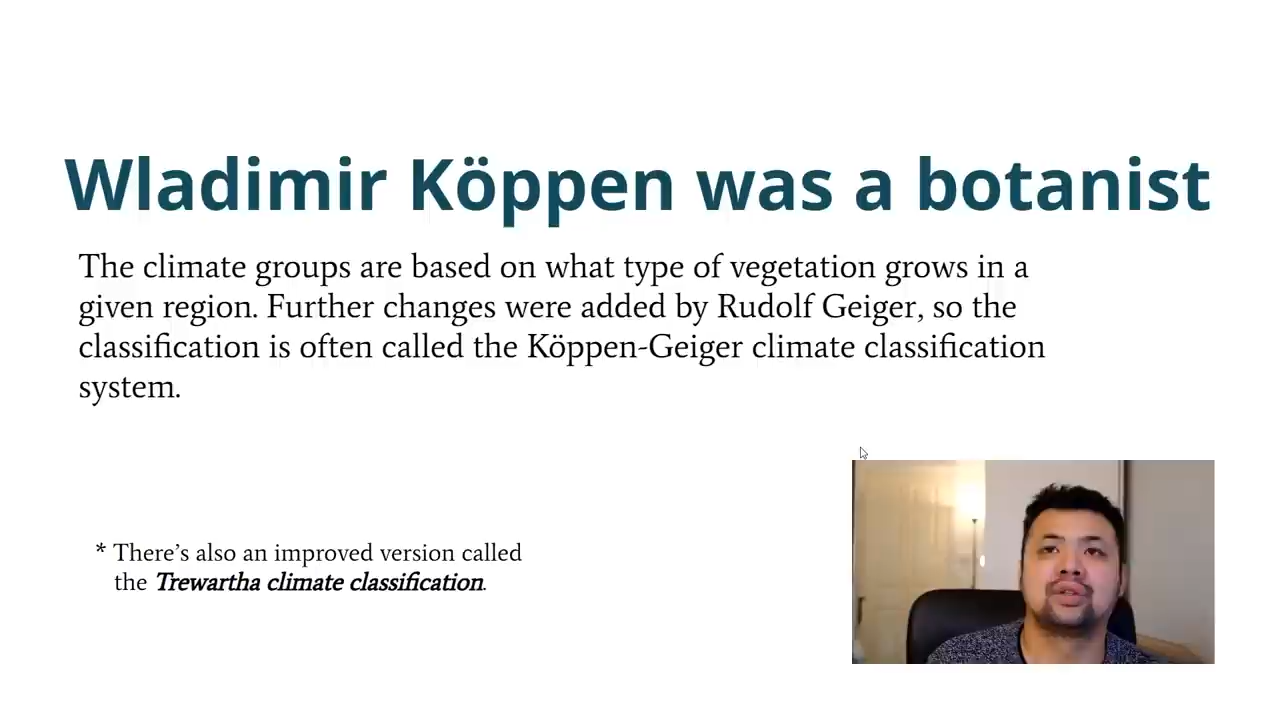 Wladimir Köppen was a botanist
The climate groups are based on what type of vegetation grows in a
given region. Further changes were added by Rudolf Geiger, so the
classification is often called the Köppen-Geiger climate classification
system.
* There’s also an improved version called
the Trewartha climate classification.